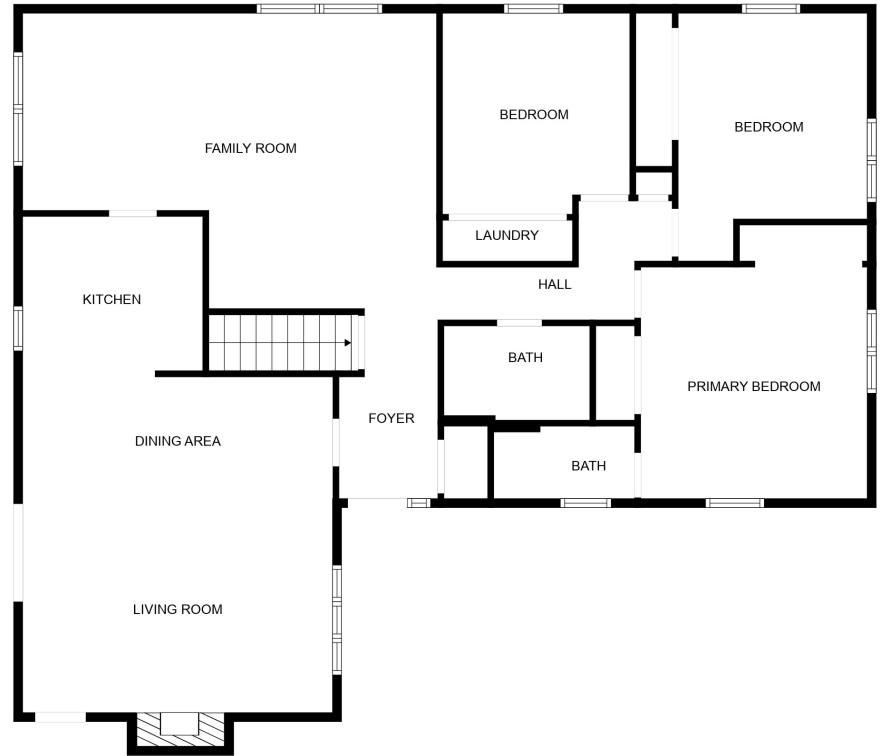 BEDROOM
BEDROOM
FAMILY ROOM
LAUNDRY
HALL
KITCHEN
BATH
PRIMARY BEDROOM
FOYER
DINING AREA
BATH
LIVING ROOM